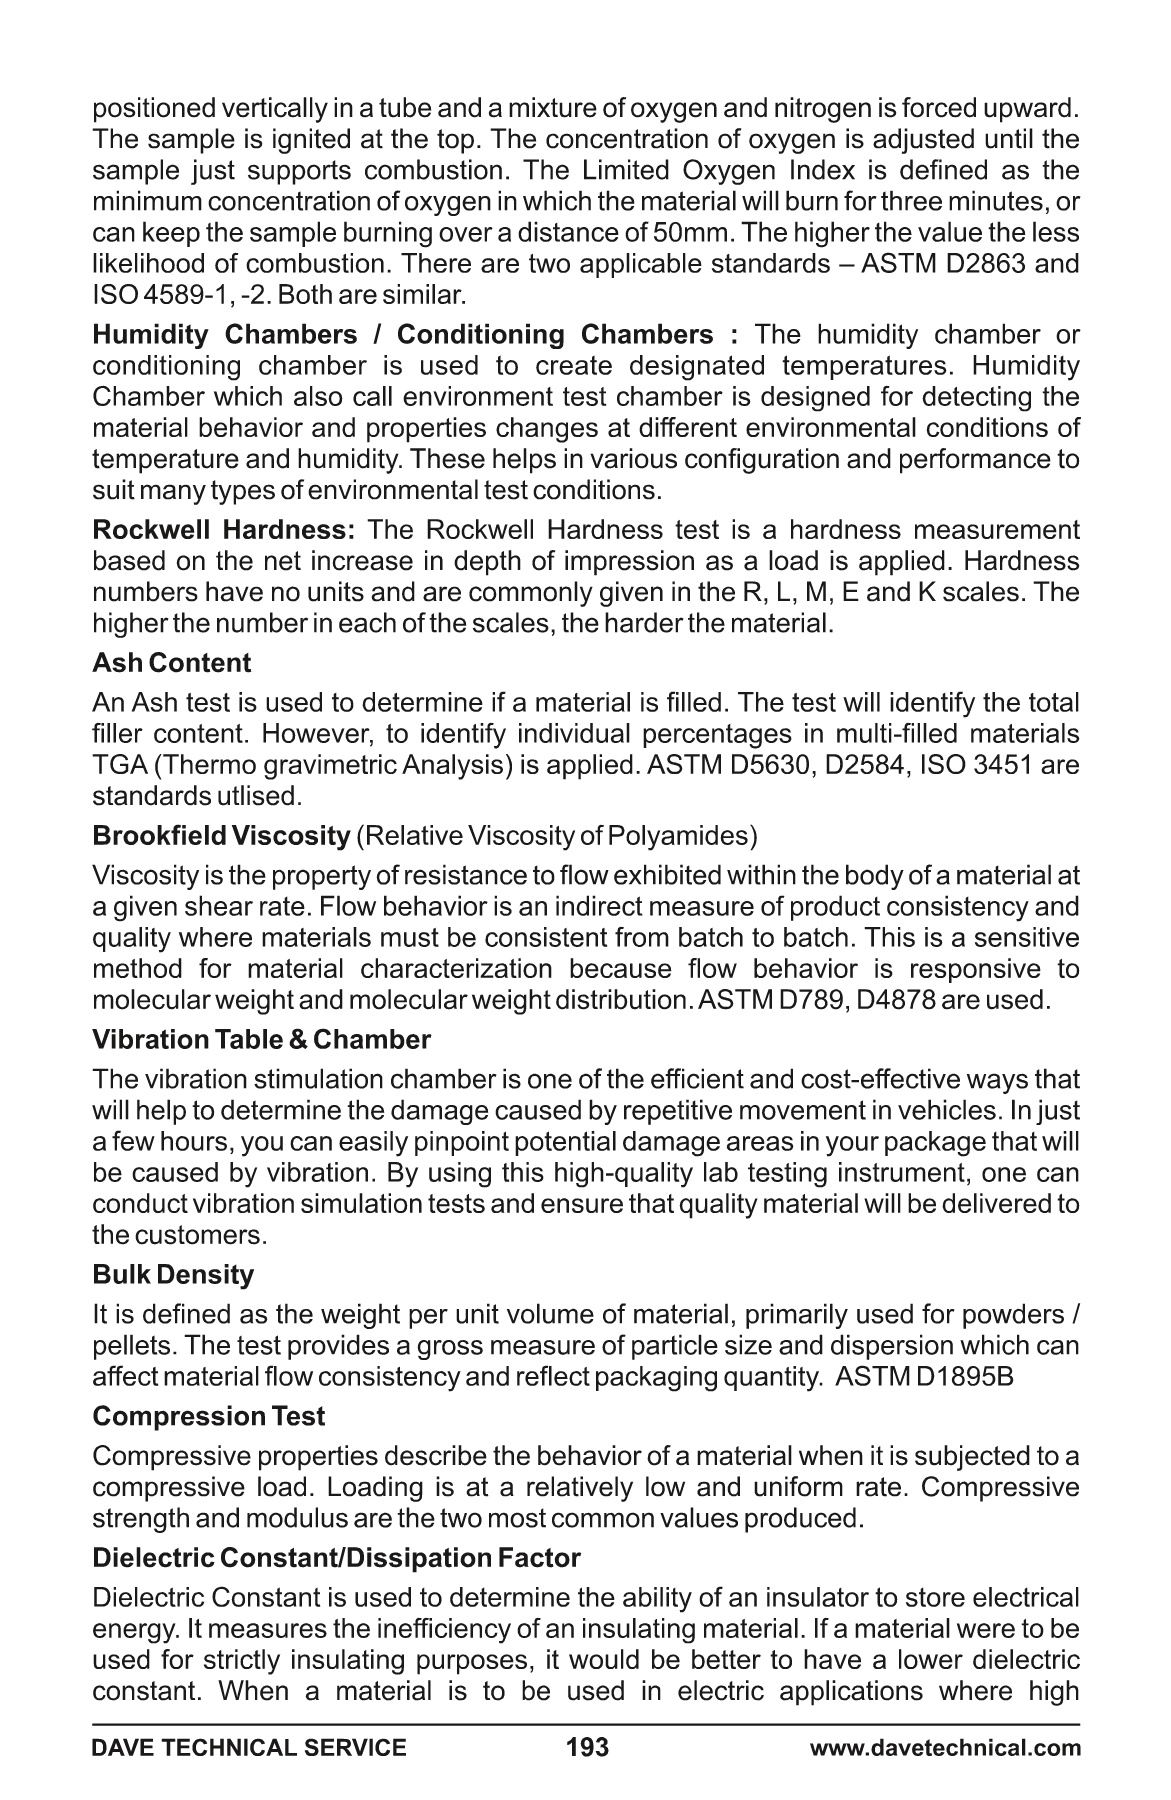 positioned vertically in a tube and a mixture of oxygen and nitrogen is forced upward.
The sample is ignited at the top. The concentration of oxygen is adjusted until the
sample just supports combustion. The Limited Oxygen Index is defined as the
minimum concentration of oxygen in which the material will burn for three minutes, or
can keep the sample burning over a distance of 50mm. The higher the value the less
likelihood of combustion. There are two applicable standards – ASTM D2863 and
ISO 4589-1, -2. Both are similar.
Humidity Chambers / Conditioning Chambers : The humidity chamber or
conditioning chamber is used to create designated temperatures. Humidity
Chamber which also call environment test chamber is designed for detecting the
material behavior and properties changes at different environmental conditions of
temperature and humidity. These helps in various configuration and performance to
suit many types of environmental test conditions.
Rockwell Hardness: The Rockwell Hardness test is a hardness measurement
based on the net increase in depth of impression as a load is applied. Hardness
numbers have no units and are commonly given in the R, L, M, E and K scales. The
higher the number in each of the scales, the harder the material.
Ash Content
An Ash test is used to determine if a material is filled. The test will identify the total
filler content. However, to identify individual percentages in multi-filled materials
TGA (Thermo gravimetric Analysis) is applied. ASTM D5630, D2584, ISO 3451 are
standards utlised.
Brookfield Viscosity (Relative Viscosity of Polyamides)
Viscosity is the property of resistance to flow exhibited within the body of a material at
a given shear rate. Flow behavior is an indirect measure of product consistency and
quality where materials must be consistent from batch to batch. This is a sensitive
method for material characterization because flow behavior is responsive to
molecular weight and molecular weight distribution. ASTM D789, D4878 are used.
Vibration Table & Chamber
The vibration stimulation chamber is one of the efficient and cost-effective ways that
will help to determine the damage caused by repetitive movement in vehicles. In just
a few hours, you can easily pinpoint potential damage areas in your package that will
be caused by vibration. By using this high-quality lab testing instrument, one can
conduct vibration simulation tests and ensure that quality material will be delivered to
the customers.
Bulk Density
It is defined as the weight per unit volume of material, primarily used for powders /
pellets. The test provides a gross measure of particle size and dispersion which can
affect material flow consistency and reflect packaging quantity. ASTM D1895B
Compression Test
Compressive properties describe the behavior of a material when it is subjected to a
compressive load. Loading is at a relatively low and uniform rate. Compressive
strength and modulus are the two most common values produced.
Dielectric Constant/Dissipation Factor
Dielectric Constant is used to determine the ability of an insulator to store electrical
energy. It measures the inefficiency of an insulating material. If a material were to be
used for strictly insulating purposes, it would be better to have a lower dielectric
constant. When a material is to be used in electric applications where high
DAVE TECHNICAL SERVICE 193 www.davetechnical.com